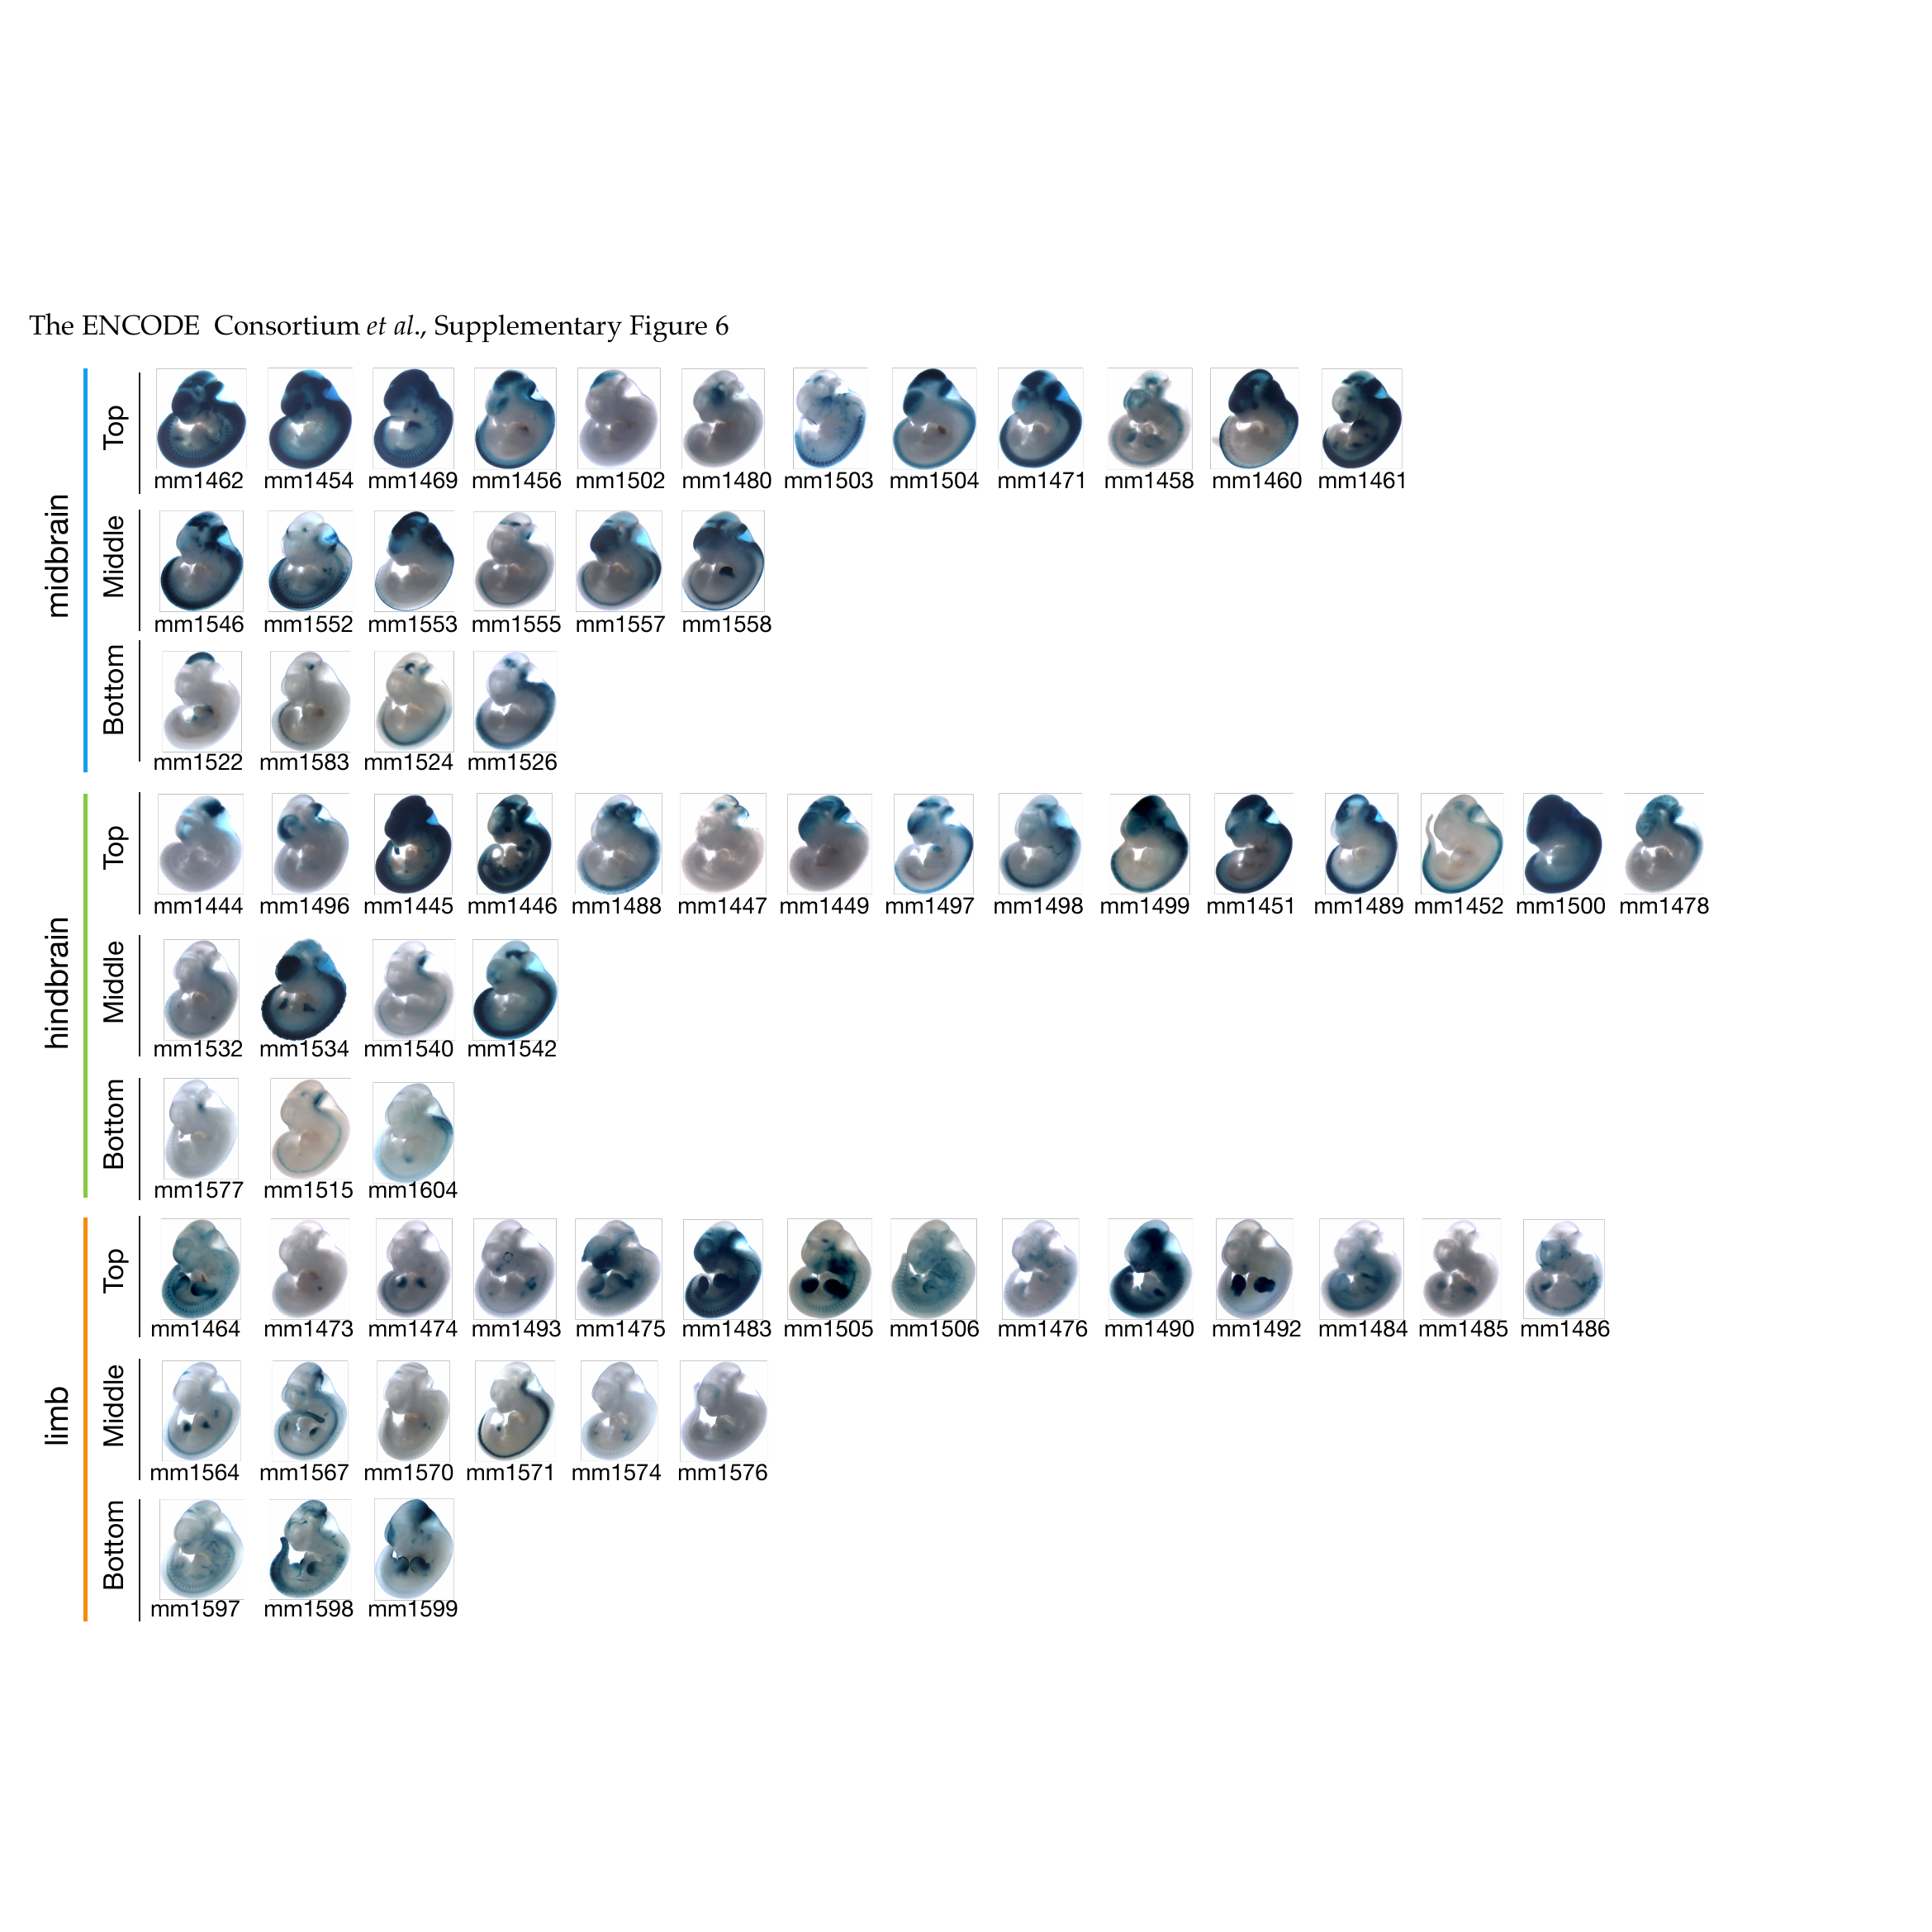 The ENCODE Consortium et al., Supplementary Figure 6
midbrain
Top
mm1462 mm1454 mm1469 mm1456 mm1502 mm1480 mm1503 mm1504 mm1471 mm1458 mm1460 mm1461
Middle
mm1546 mm1552 mm1553 mm1555 mm1557 mm1558
Bottom
mm1522 mm1583 mm1524 mm1526
hindbrain
Top
mm1444 mm1496 mm1445 mm1446 mm1488 mm1447 mm1449 mm1497 mm1498 mm1499 mm1451 mm1489 mm1452 mm1500 mm1478
Middle
mm1532 mm1534 mm1540 mm1542
Bottom
mm1577 mm1515 mm1604
limb
Top
mm1464 mm1473 mm1474 mm1493 mm1475 mm1483 mm1505 mm1506 mm1476 mm1490 mm1492 mm1484 mm1485 mm1486
Middle
mm1564 mm1567 mm1570 mm1571 mm1574 mm1576
Bottom
mm1597 mm1598 mm1599